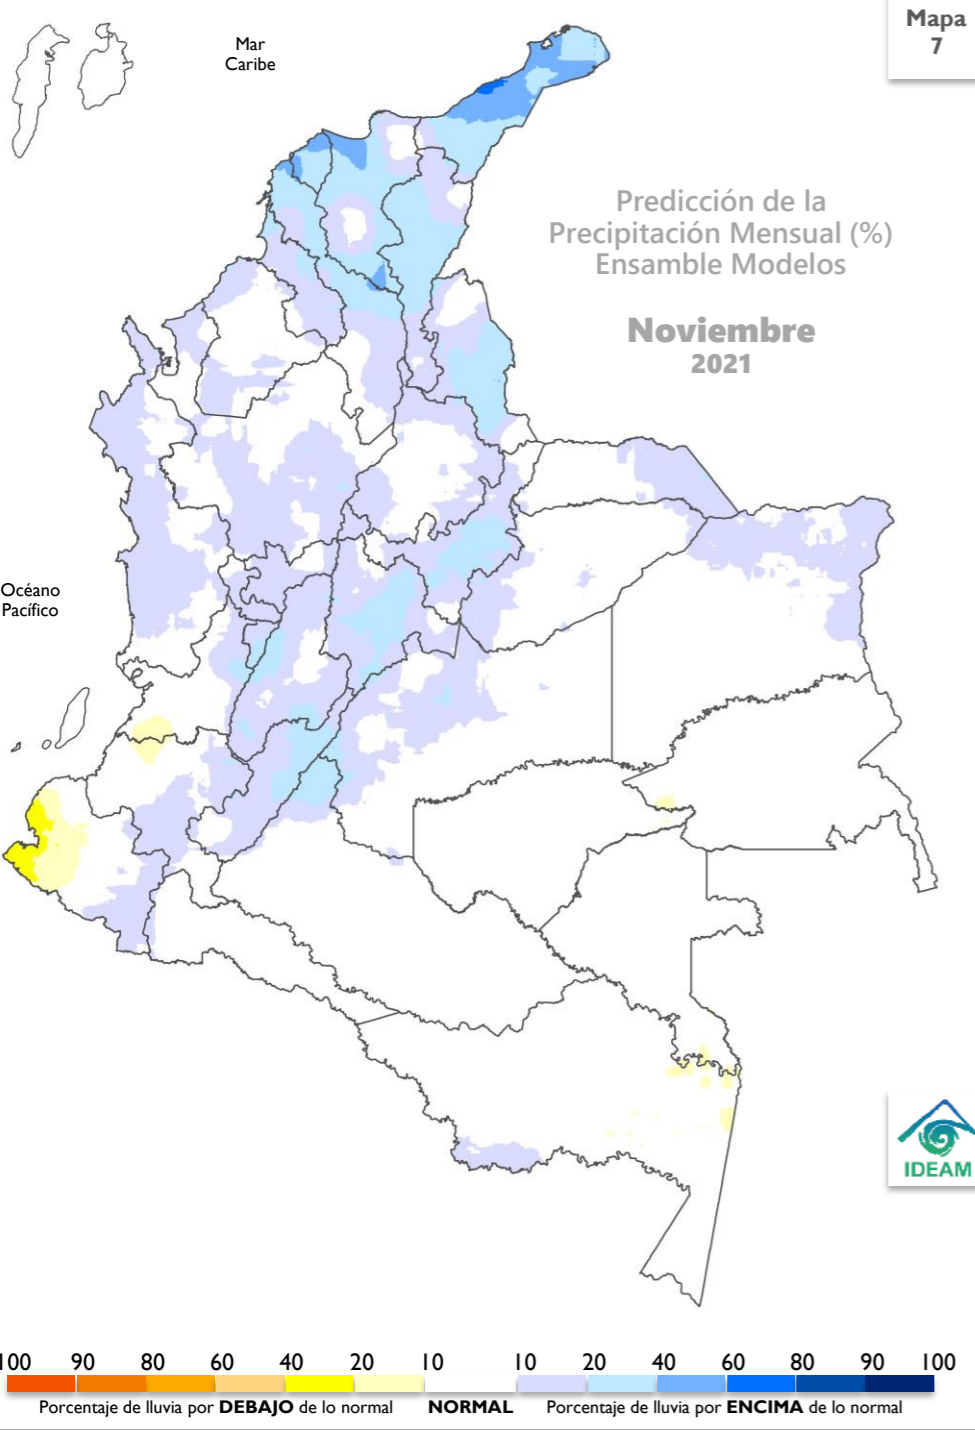 Mapa
7
Mar
Caribe
Predicción de la
Precipitación Mensual (%)
Ensamble Modelos
Noviembre
2021
Océano
Pacífico
IDEAM
100 90 80 60 40 20 10 10 20 40 60 80 90 100
Porcentaje de lluvia por DEBAJO de lo normal NORMAL Porcentaje de lluvia por ENCIMA de lo normal